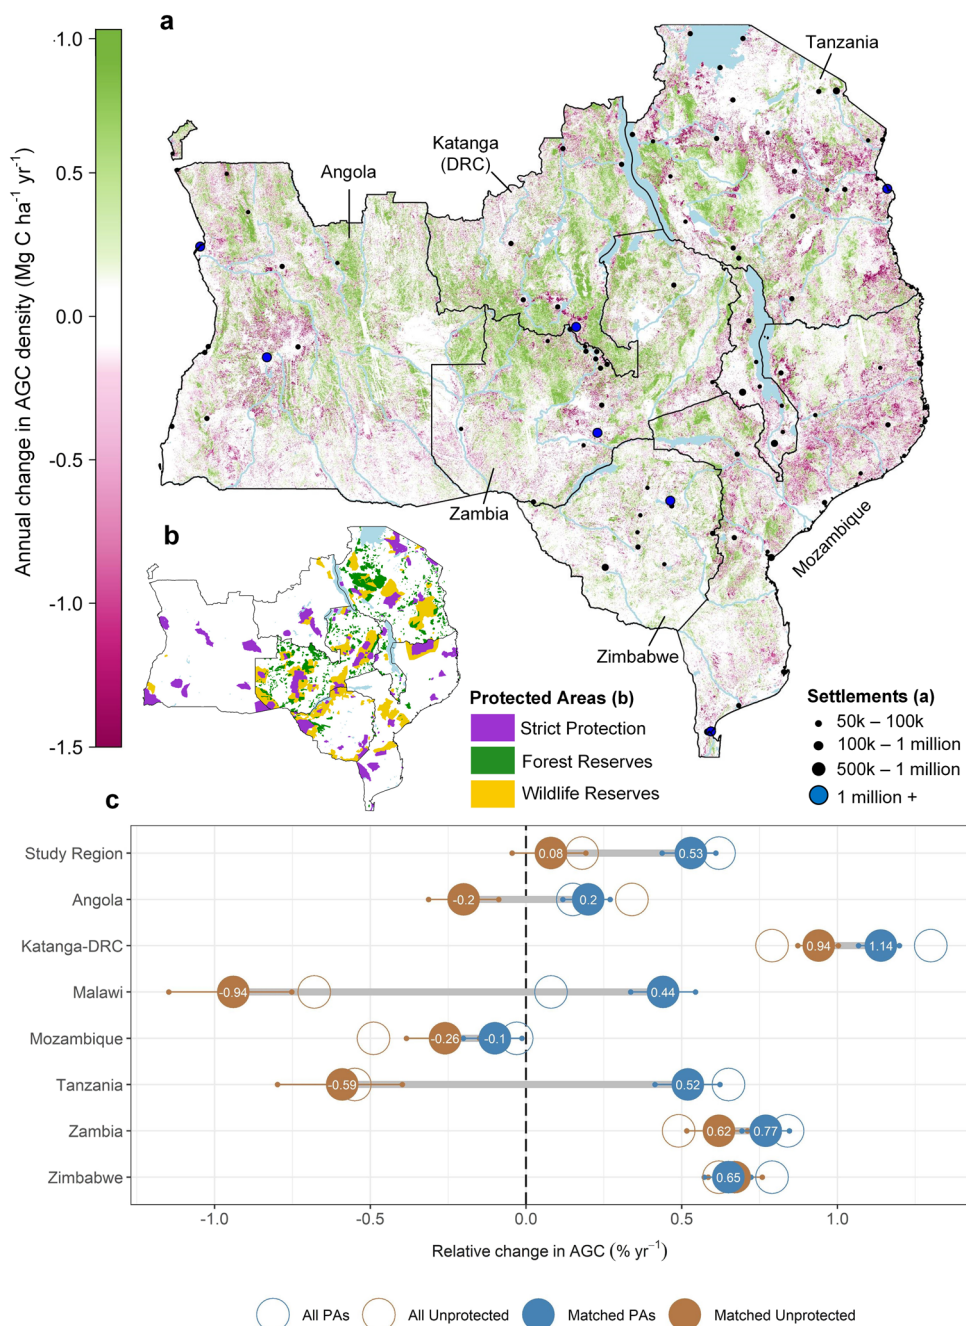 a
Annual change in AGC density (Mg C ha⁻¹ yr⁻¹)
1.0
0.5
0.0
-0.5
-1.0
-1.5
Tanzania
Katanga
(DRC)
Angola
Zambia
Mozambique
Zimbabwe
b
Protected Areas (b)
Strict Protection
Forest Reserves
Wildlife Reserves
Settlements (a)
50k – 100k
100k – 1 million
500k – 1 million
1 million +
c
Study Region 0.08 0.53
Angola -0.2 0.2
Katanga-DRC 0.94 1.14
Malawi -0.94 0.44
Mozambique -0.26 -0.1
Tanzania -0.59 0.52
Zambia 0.62 0.77
Zimbabwe 0.65
-1.0 -0.5 0.0 0.5 1.0
Relative change in AGC (% yr⁻¹)
All PAs All Unprotected Matched PAs Matched Unprotected